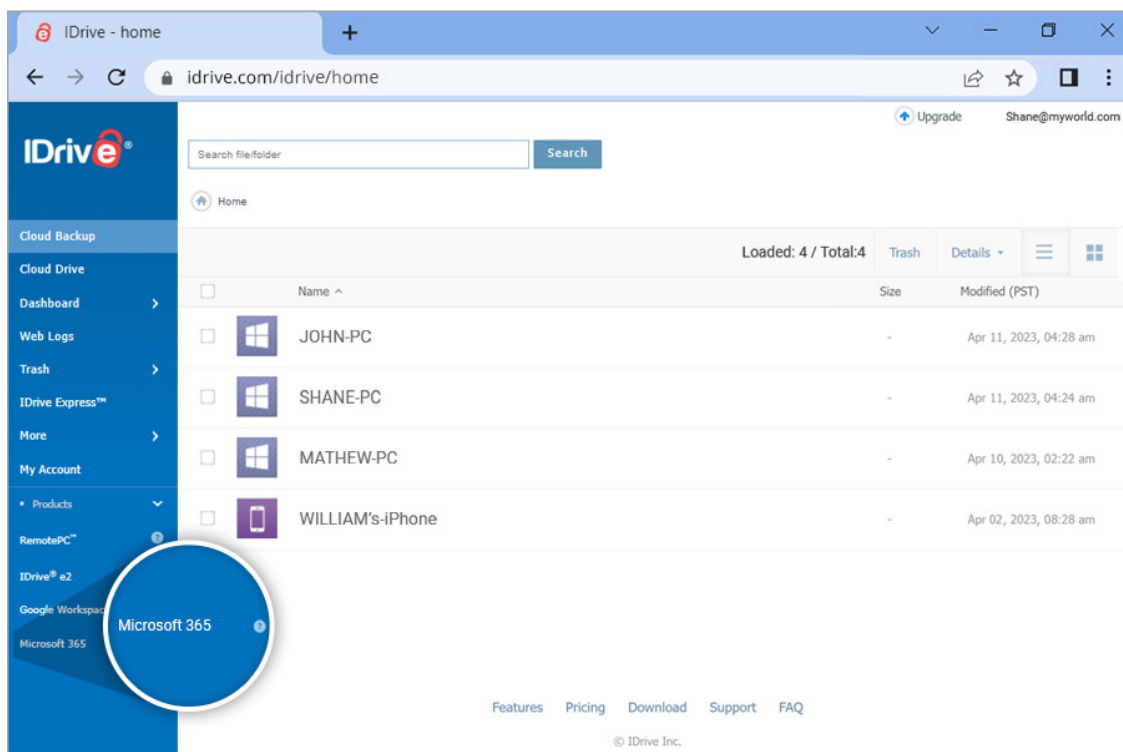 IDrive - home
idrive.com/idrive/home
Upgrade Shane@myworld.com
IDrive®
Search file/folder Search
Home
Cloud Backup
Cloud Drive
Dashboard
Web Logs
Trash
IDrive Express™
More
My Account
Products
RemotePC™
IDrive® e2
Google Workspac
Microsoft 365
Microsoft 365
Loaded: 4 / Total:4 Trash Details
Name Size Modified (PST)
JOHN-PC - Apr 11, 2023, 04:28 am
SHANE-PC - Apr 11, 2023, 04:24 am
MATHEW-PC - Apr 10, 2023, 02:22 am
WILLIAM's-iPhone - Apr 02, 2023, 08:28 am
Features Pricing Download Support FAQ
© IDrive Inc.